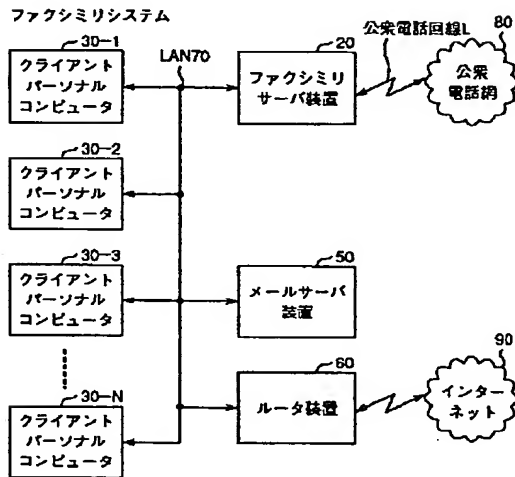 ファクシミリシステム
30-1
クライアント
パーソナル
コンピュータ
LAN70
20
ファクシミリ
サーバ装置
公衆電話回線L
80
公衆
電話網
30-2
クライアント
パーソナル
コンピュータ
30-3
クライアント
パーソナル
コンピュータ
50
メールサーバ
装置
30-N
クライアント
パーソナル
コンピュータ
60
ルータ装置
90
インター
ネット